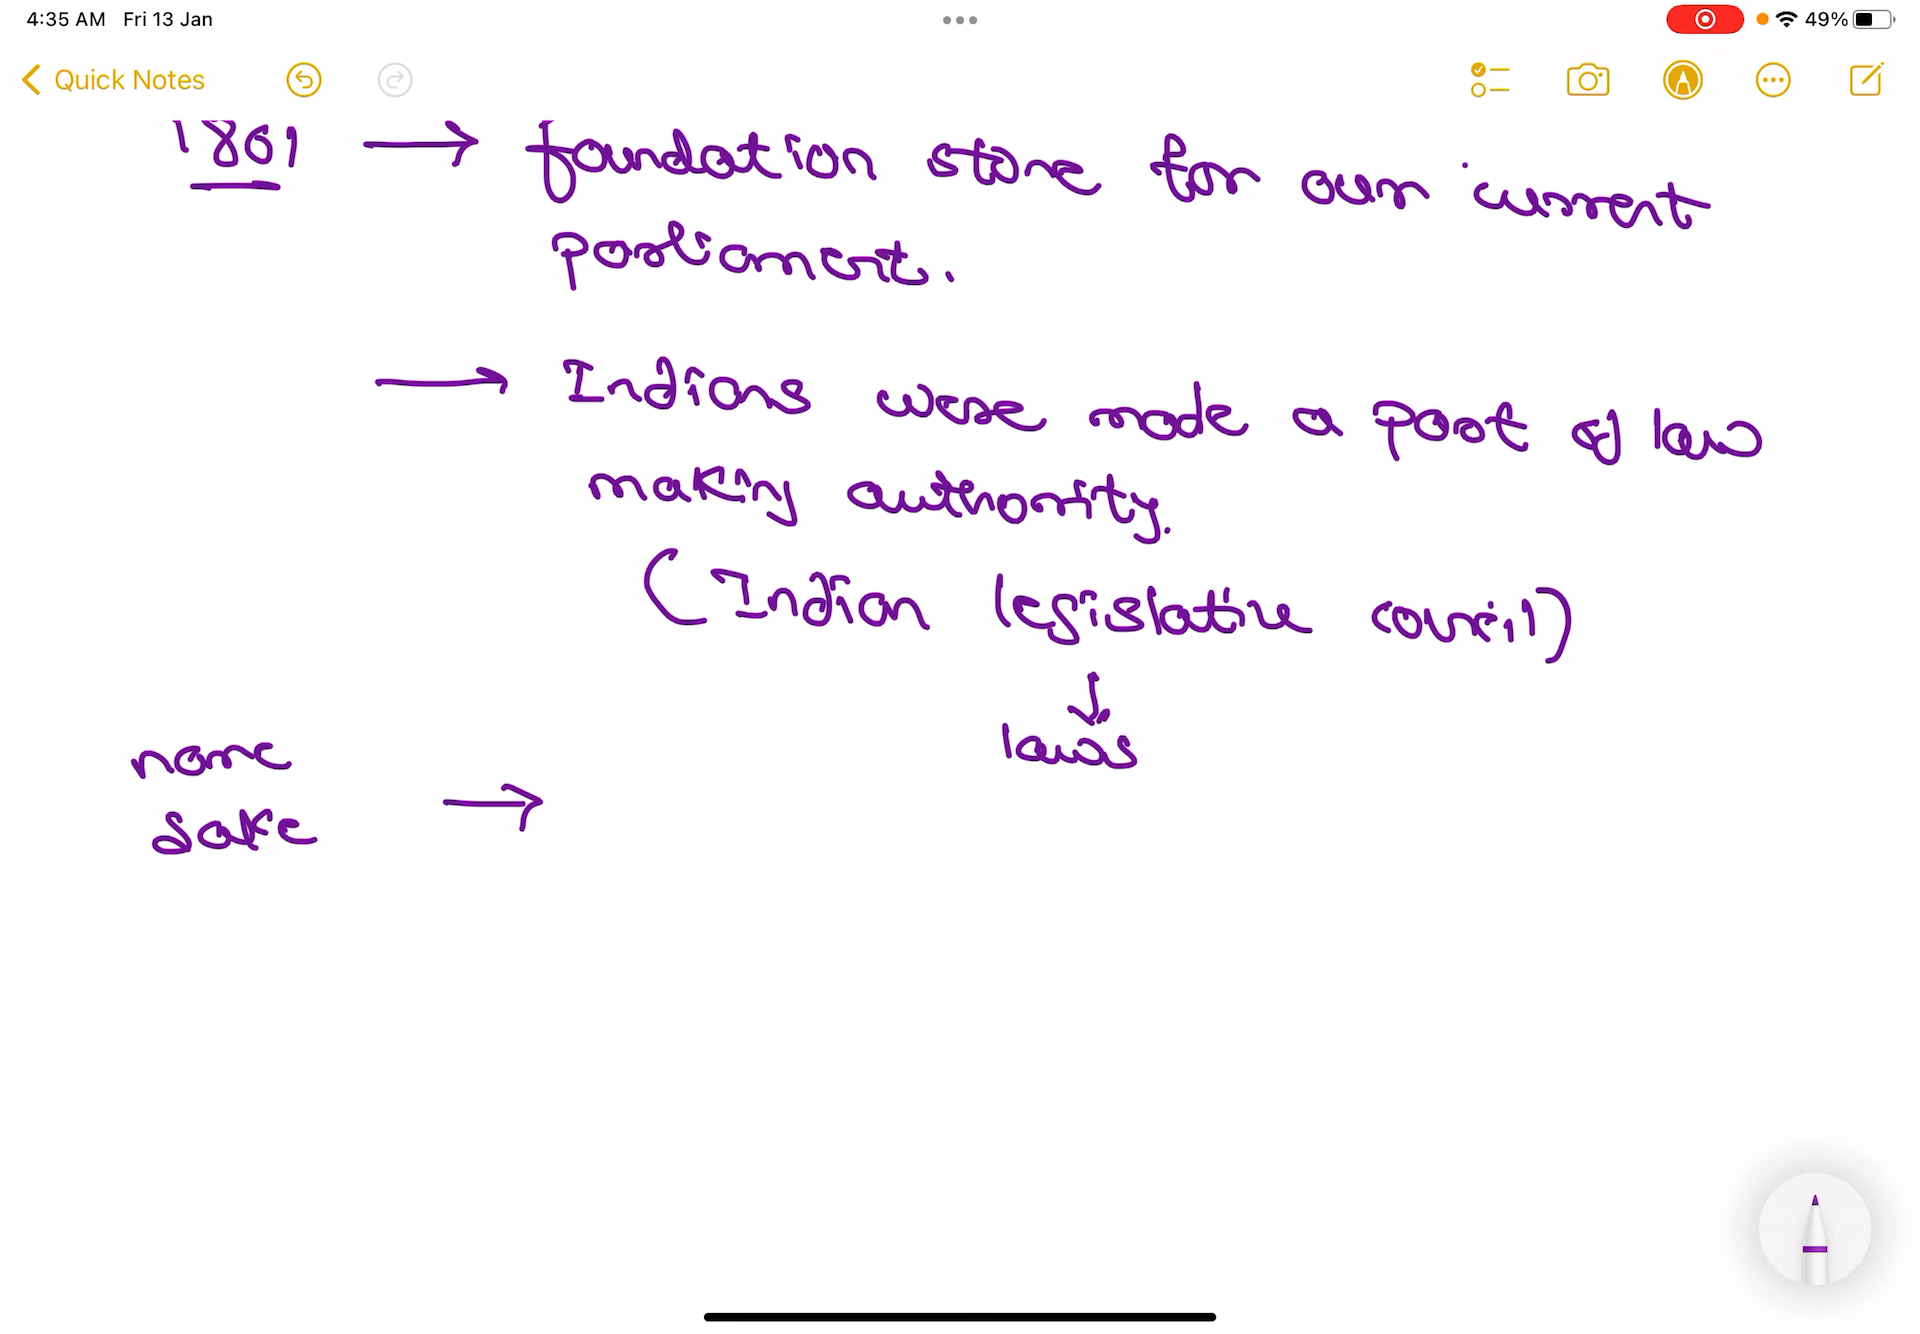 4:35 AM Fri 13 Jan
49%
Quick Notes
1861 → foundation stone for our current
parliament.
→ Indians were made a part of law
making authority.
(Indian legislative council)
↓
laws
name
sake →